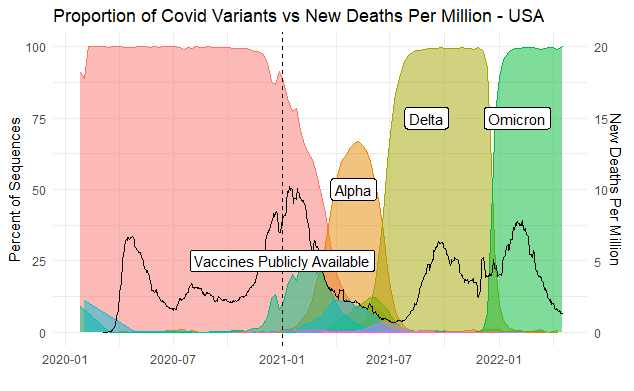 Proportion of Covid Variants vs New Deaths Per Million - USA
100
75
50
25
0
Percent of Sequences
20
15
10
5
0
New Deaths Per Million
Delta
Omicron
Alpha
Vaccines Publicly Available
2020-01
2020-07
2021-01
2021-07
2022-01